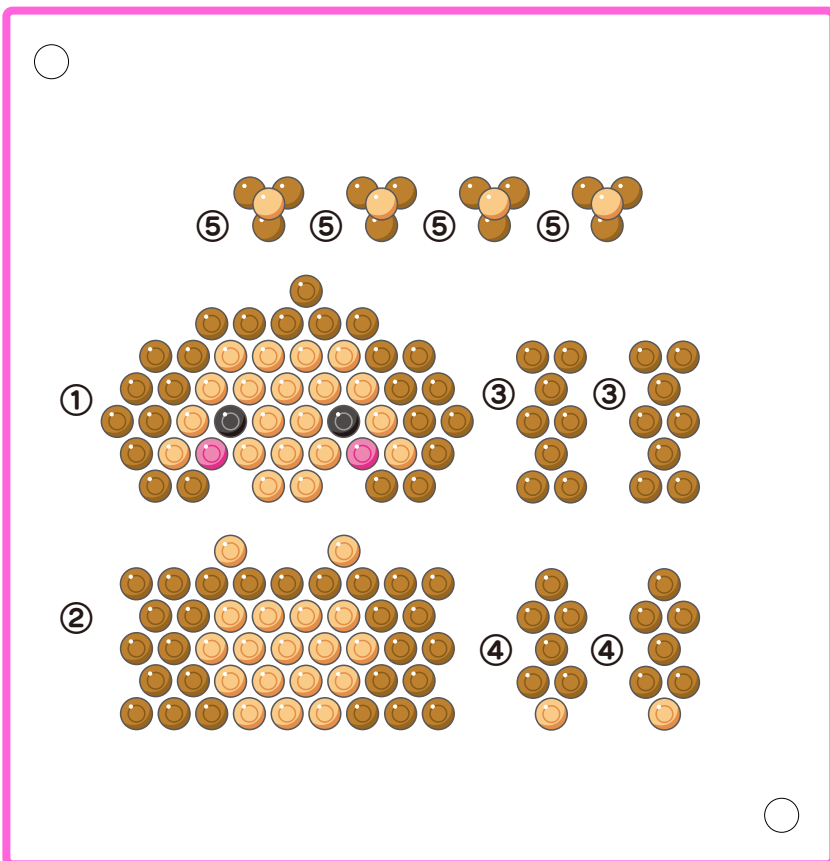 ⑤ ⑤ ⑤ ⑤
① ③ ③
② ④ ④